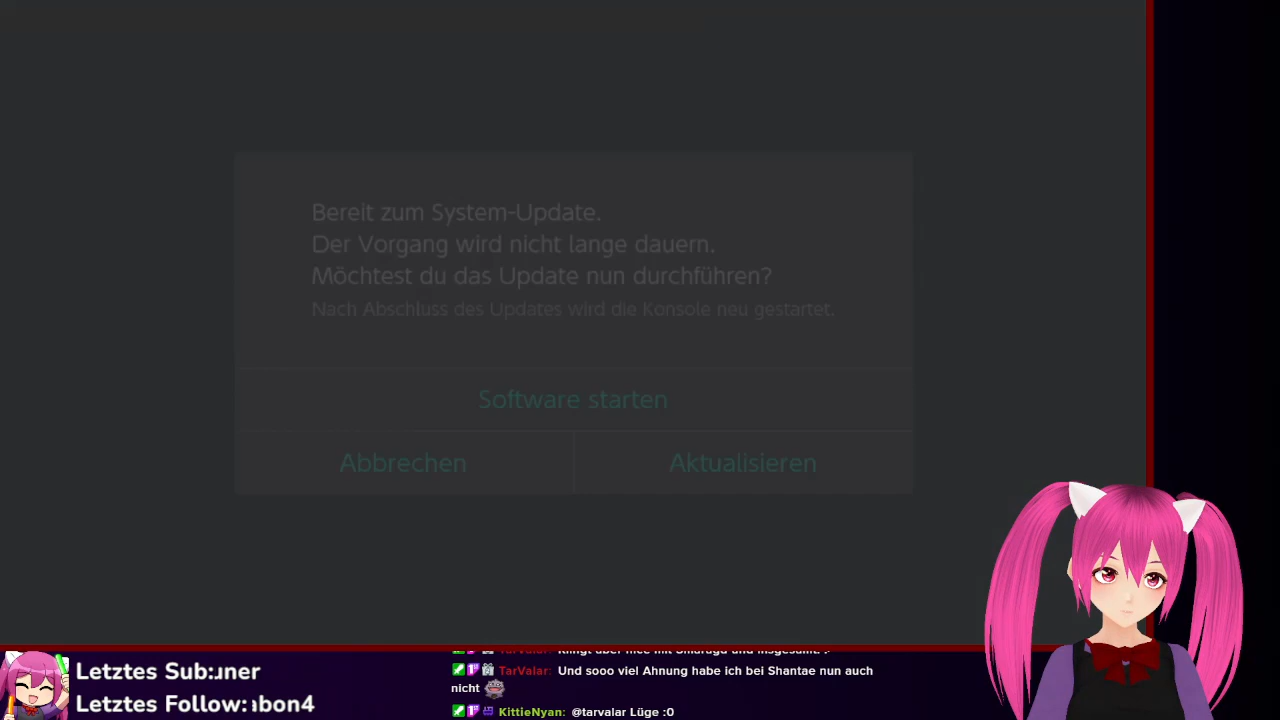 Bereit zum System-Update.
Der Vorgang wird nicht lange dauern.
Möchtest du das Update nun durchführen?
Nach Abschluss des Updates wird die Konsole neu gestartet.
Software starten
Abbrechen
Aktualisieren
Letztes Sub:
Letztes Follow:
TarValar: Und sooo viel Ahnung habe ich bei Shantae nun auch
nicht
KittieNyan: @tarvalar Lüge :0